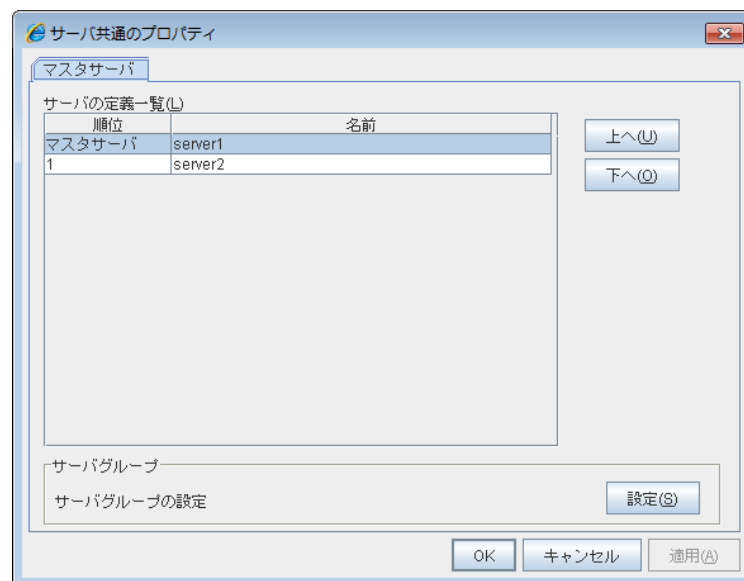 サーバ共通のプロパティ
マスタサーバ
サーバの定義一覧(L)
順位 名前
マスタサーバ server1
1 server2
上へ(U)
下へ(O)
サーバグループ
サーバグループの設定 設定(S)
OK キャンセル 適用(A)